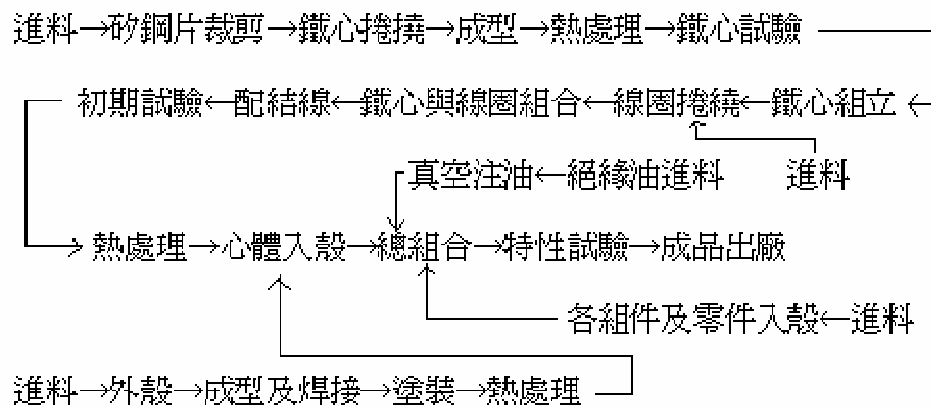 進料→矽鋼片裁剪→鐵心捲撓→成型→熱處理→鐵心試驗
初期試驗←配結線←鐵心與線圈組合←線圈捲繞←鐵心組立←
真空注油←絕緣油進料 進料
熱處理→心體入殼→總組合→特性試驗→成品出廠
各組件及零件入殼←進料
進料→外殼→成型及焊接→塗裝→熱處理